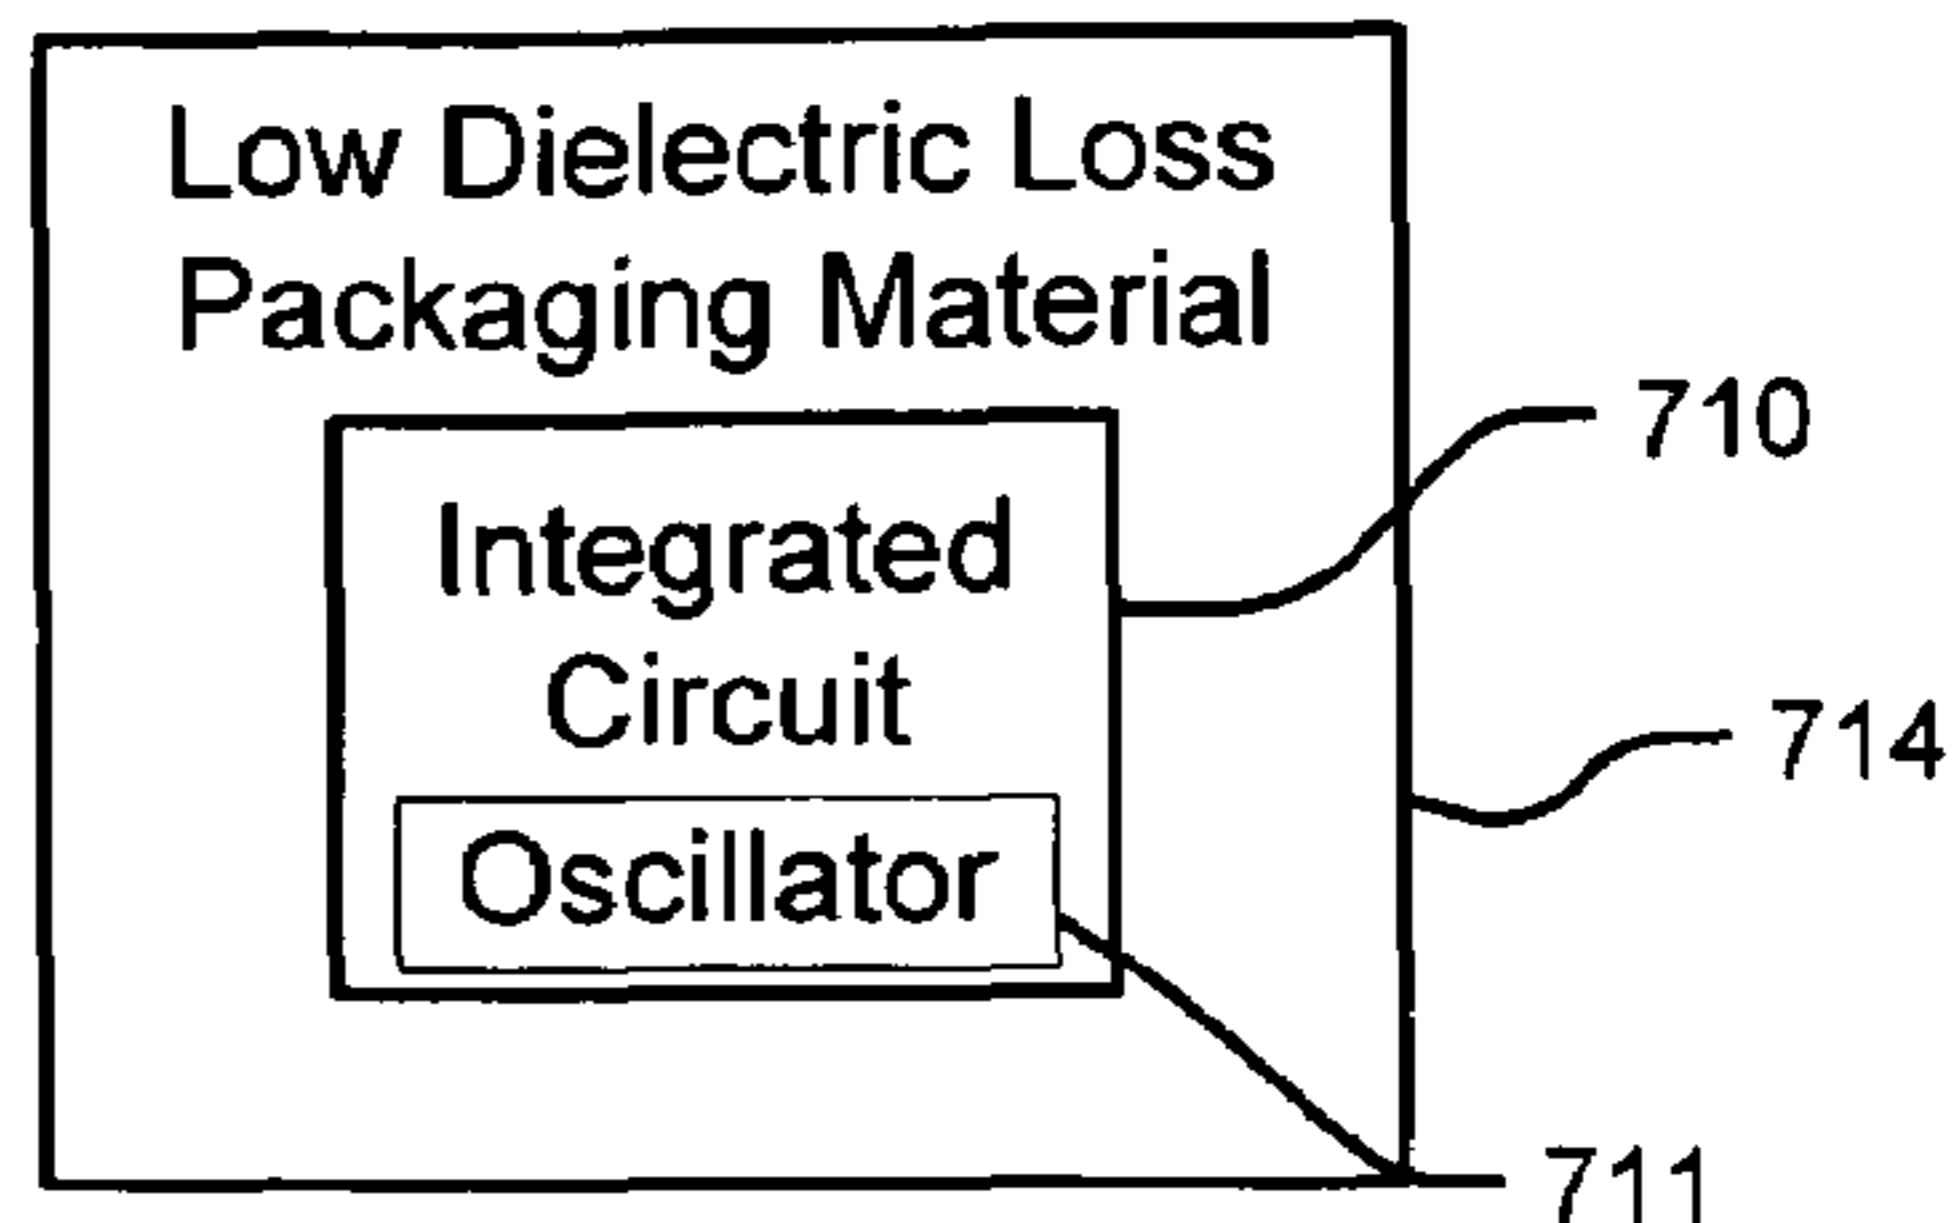 Low Dielectric Loss
Packaging Material
710
Integrated
Circuit
714
Oscillator
711